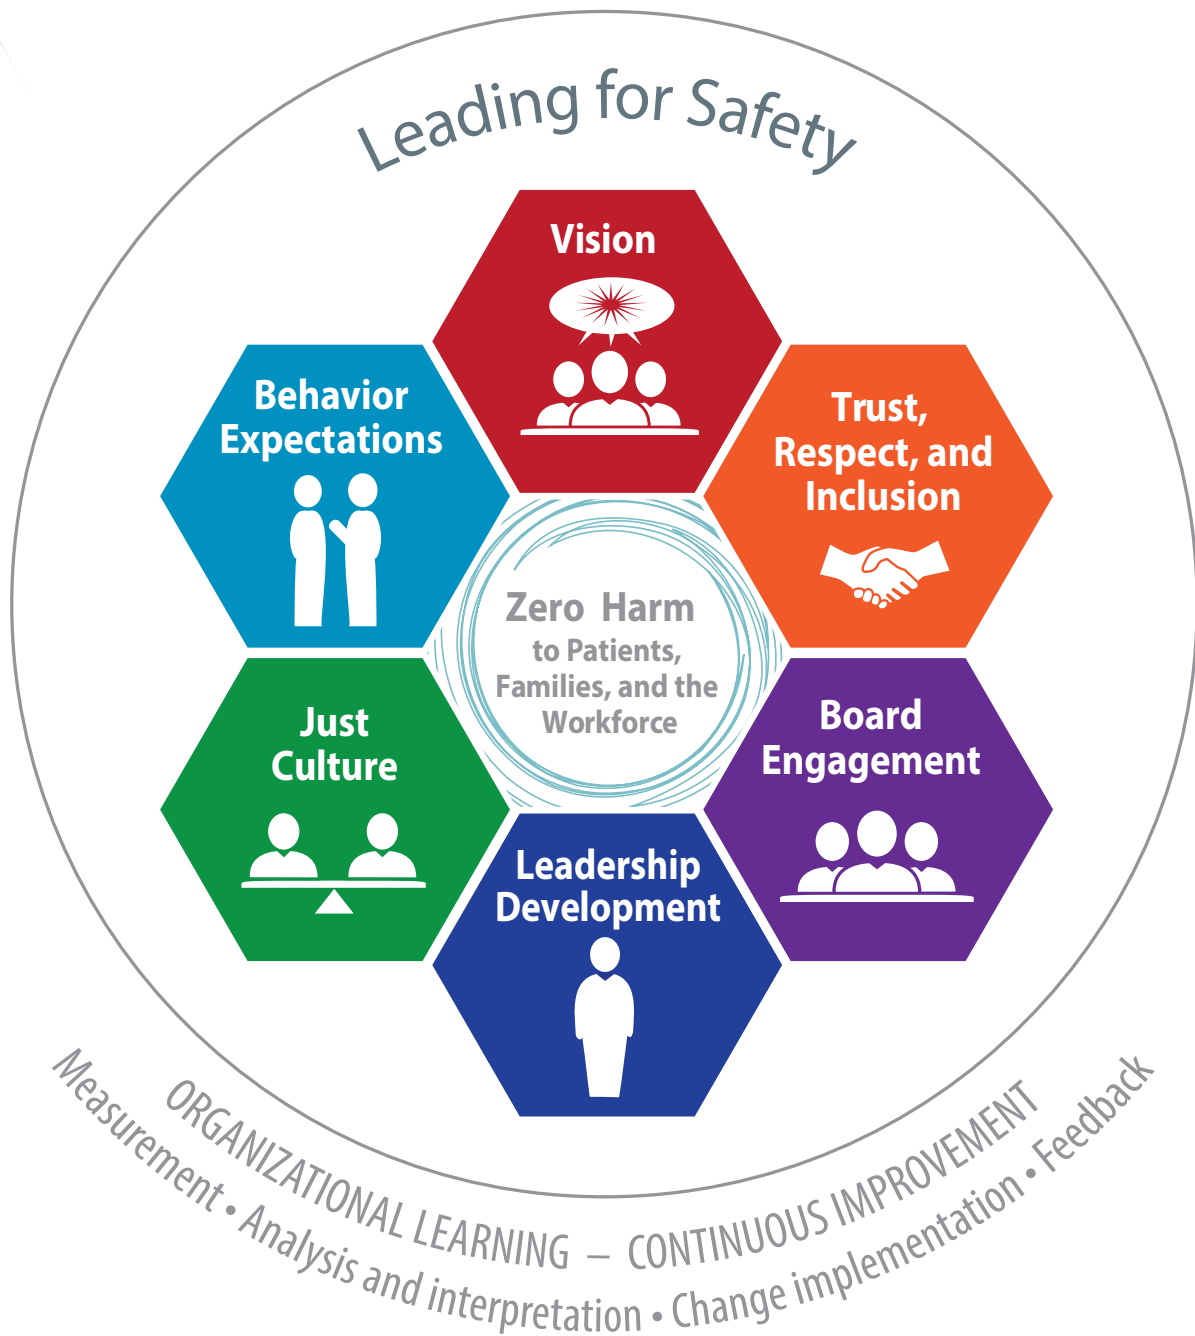 Leading for Safety
Vision
Behavior
Expectations
Trust,
Respect, and
Inclusion
Zero Harm
to Patients,
Families, and the
Workforce
Just
Culture
Board
Engagement
Leadership
Development
ORGANIZATIONAL LEARNING – CONTINUOUS IMPROVEMENT
Measurement • Analysis and interpretation • Change implementation • Feedback